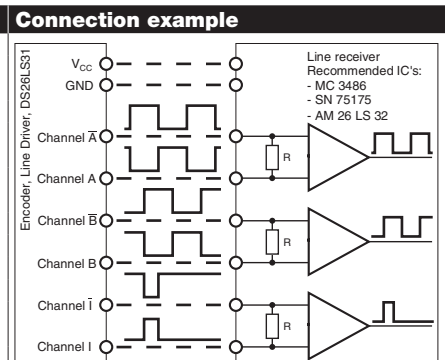 Connection example
Encoder, Line Driver, DS26LS31
V_CC
GND
Channel A̅
Channel A
Channel B̅
Channel B
Channel I̅
Channel I
Line receiver
Recommended IC's:
- MC 3486
- SN 75175
- AM 26 LS 32
R
R
R